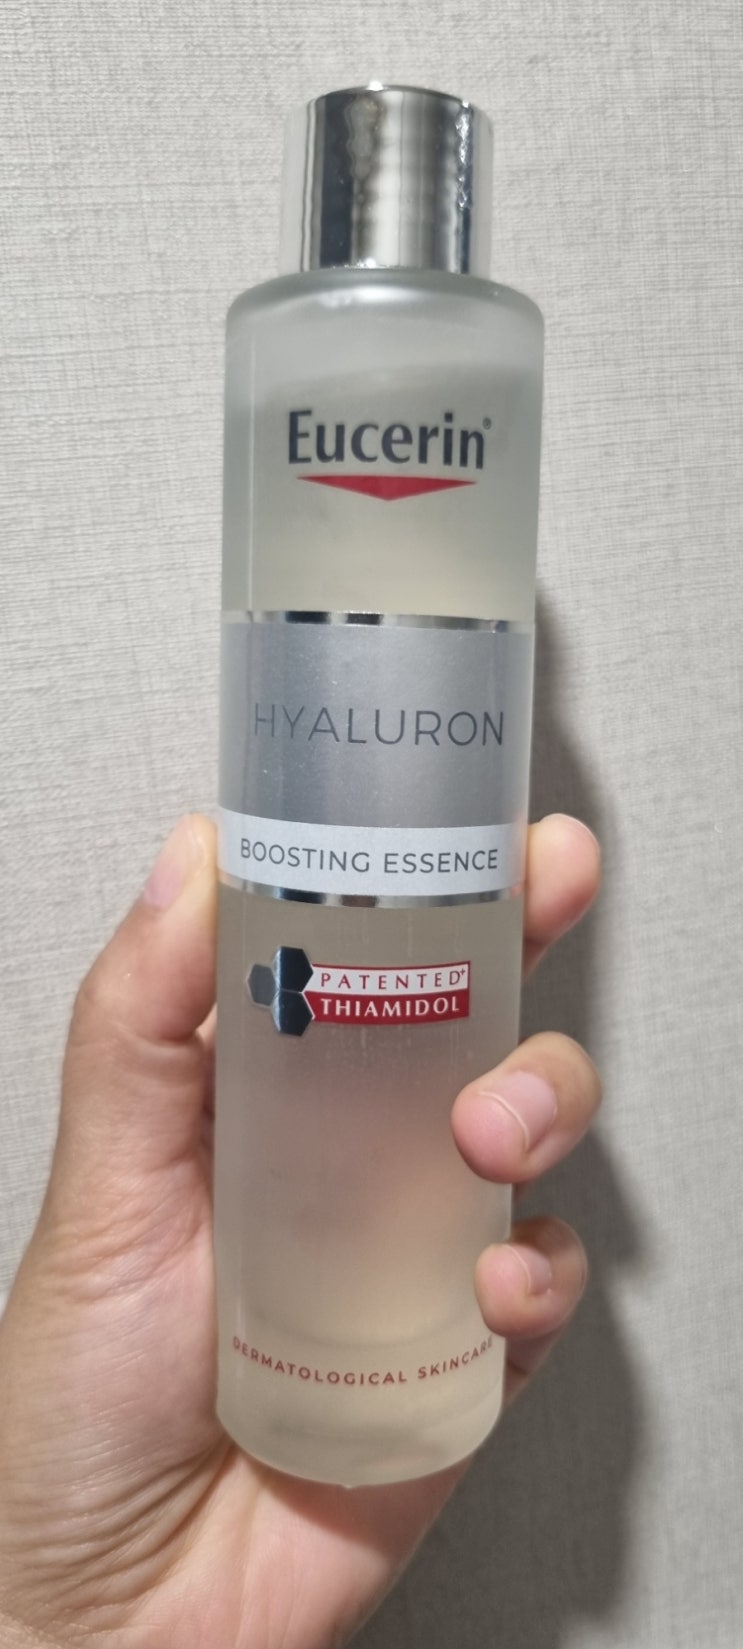 Eucerin®
HYALURON
BOOSTING ESSENCE
PATENTED+
THIAMIDOL
DERMATOLOGICAL SKINCARE